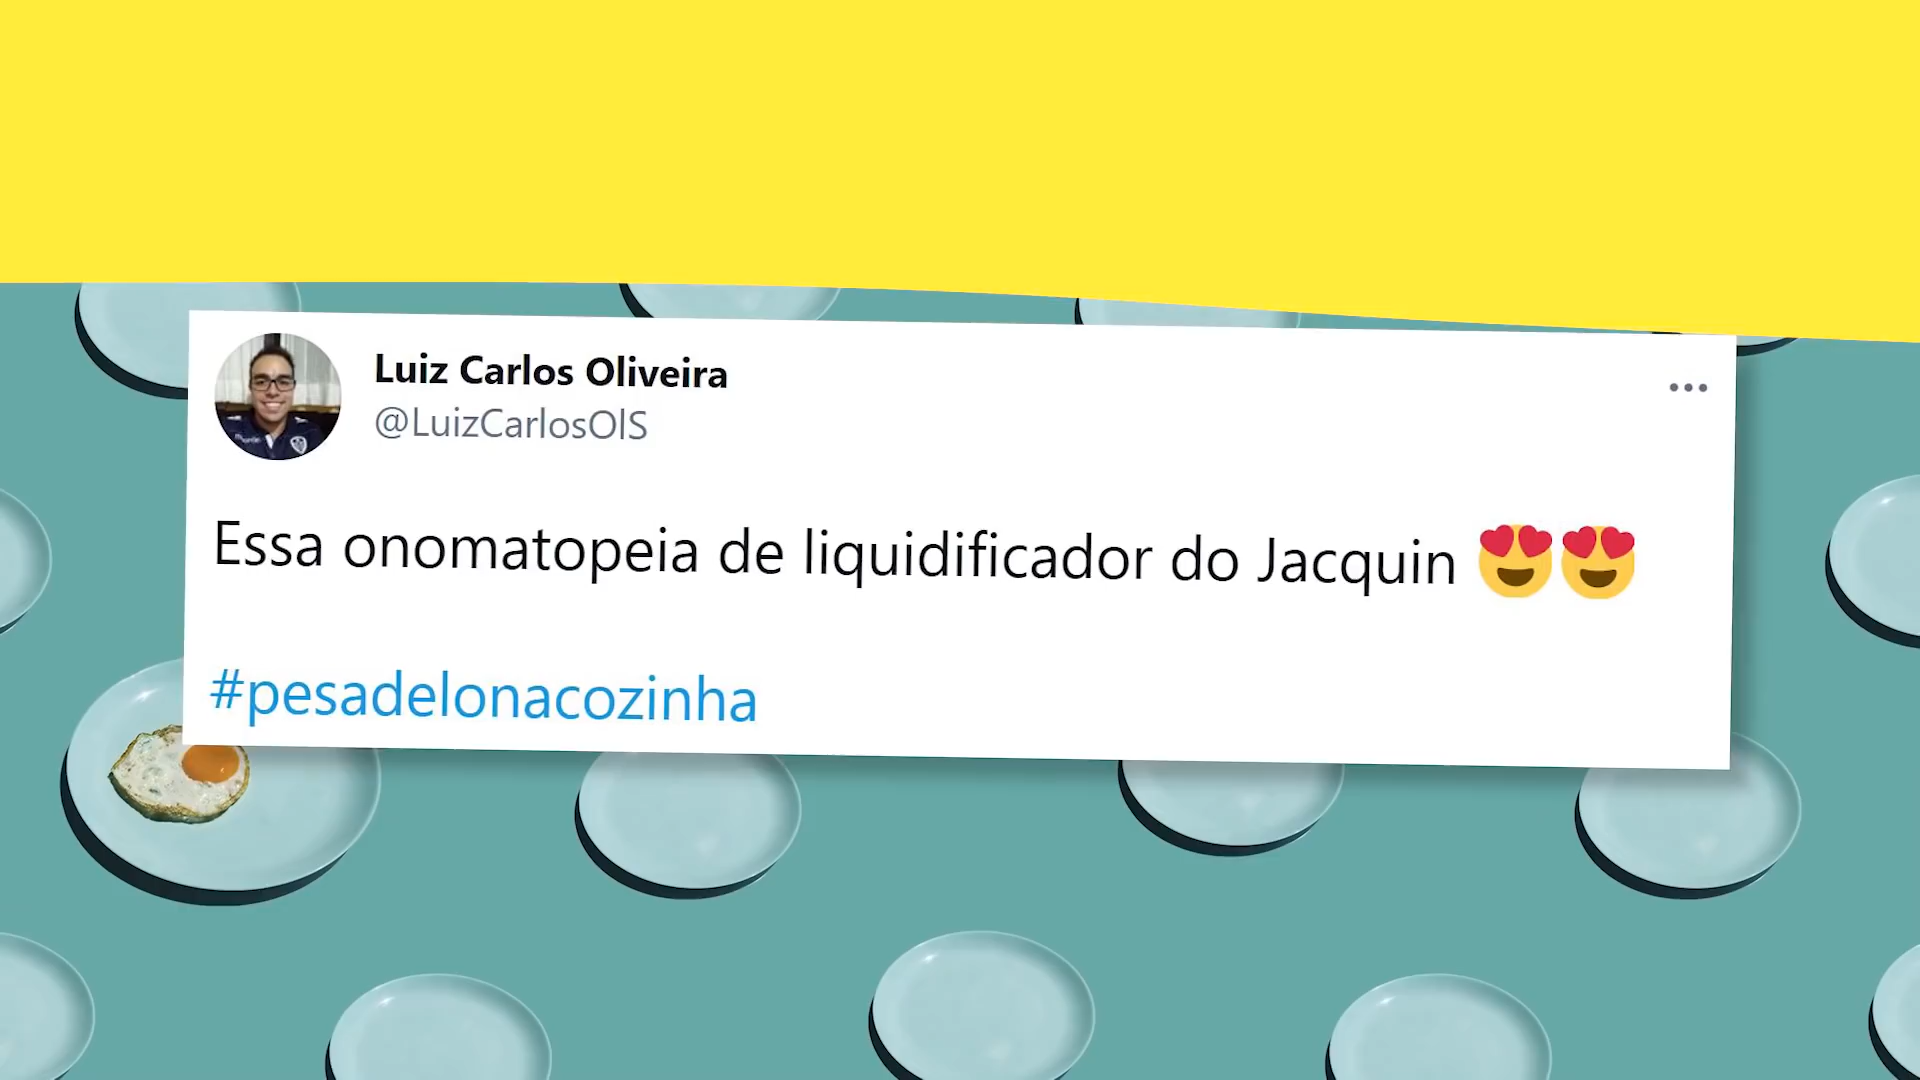 Luiz Carlos Oliveira
@LuizCarlosOlS
Essa onomatopeia de liquidificador do Jacquin 😍😍
#pesadelonacozinha